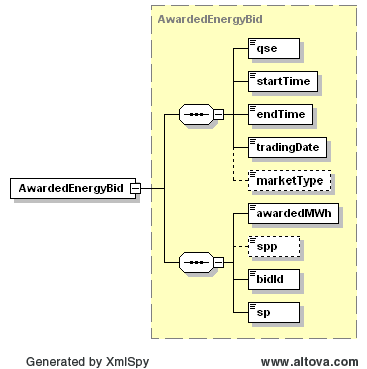 AwardedEnergyBid
qse
startTime
endTime
tradingDate
marketType
AwardedEnergyBid
awardedMWh
spp
bidId
sp
Generated by XmlSpy
www.altova.com